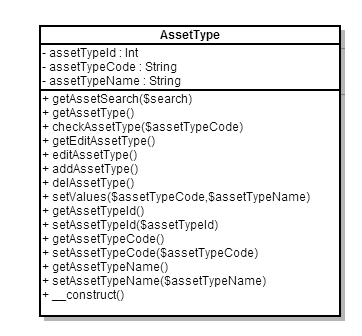 AssetType
- assetTypeId : Int
- assetTypeCode : String
- assetTypeName : String
+ getAssetSearch($search)
+ getAssetType()
+ checkAssetType($assetTypeCode)
+ getEditAssetType()
+ editAssetType()
+ addAssetType()
+ delAssetType()
+ setValues($assetTypeCode,$assetTypeName)
+ getAssetTypeId()
+ setAssetTypeId($assetTypeId)
+ getAssetTypeCode()
+ setAssetTypeCode($assetTypeCode)
+ getAssetTypeName()
+ setAssetTypeName($assetTypeName)
+ __construct()